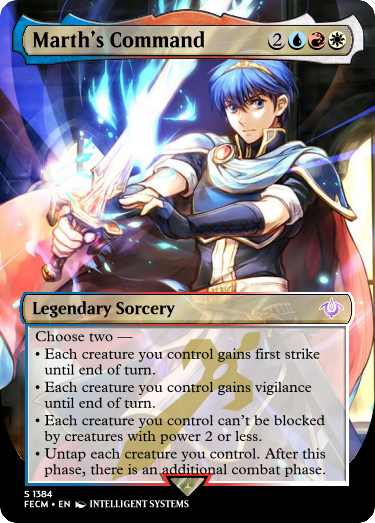 Marth's Command 2
Legendary Sorcery
Choose two —
• Each creature you control gains first strike
until end of turn.
• Each creature you control gains vigilance
until end of turn.
• Each creature you control can't be blocked
by creatures with power 2 or less.
• Untap each creature you control. After this
phase, there is an additional combat phase.
S 1384
FECM • EN INTELLIGENT SYSTEMS